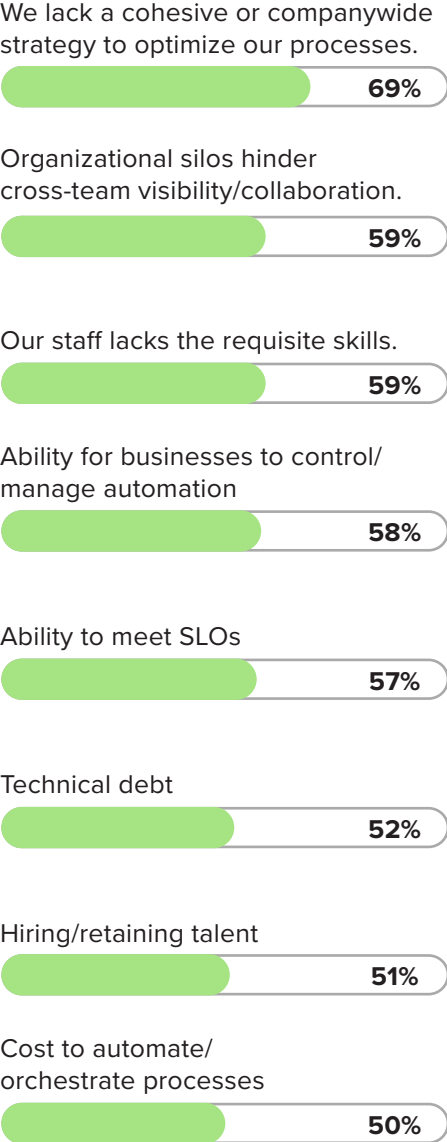 We lack a cohesive or companywide
strategy to optimize our processes.
69%
Organizational silos hinder
cross-team visibility/collaboration.
59%
Our staff lacks the requisite skills.
59%
Ability for businesses to control/
manage automation
58%
Ability to meet SLOs
57%
Technical debt
52%
Hiring/retaining talent
51%
Cost to automate/
orchestrate processes
50%